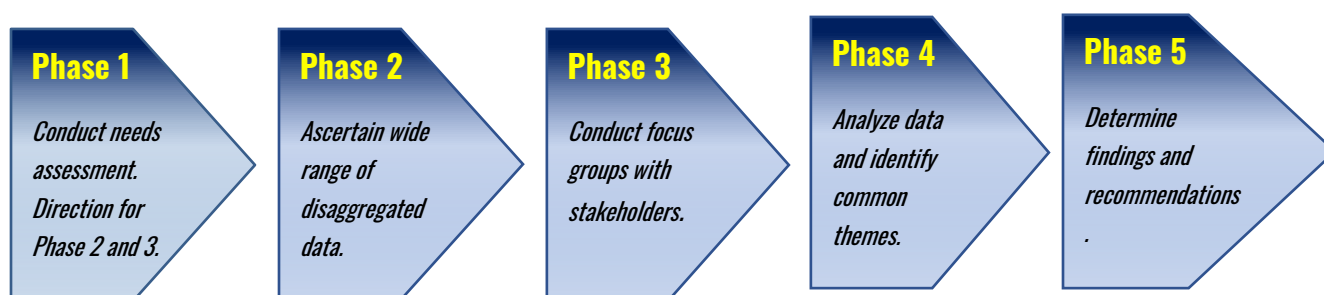 Phase 1
Conduct needs
assessment.
Direction for
Phase 2 and 3.
Phase 2
Ascertain wide
range of
disaggregated
data.
Phase 3
Conduct focus
groups with
stakeholders.
Phase 4
Analyze data
and identify
common
themes.
Phase 5
Determine
findings and
recommendations
.